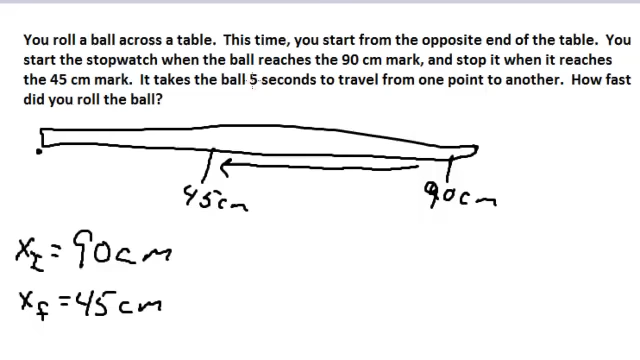 You roll a ball across a table. This time, you start from the opposite end of the table. You
start the stopwatch when the ball reaches the 90 cm mark, and stop it when it reaches
the 45 cm mark. It takes the ball 5 seconds to travel from one point to another. How fast
did you roll the ball?
45cm 90cm
x_I = 90cm
x_f = 45cm